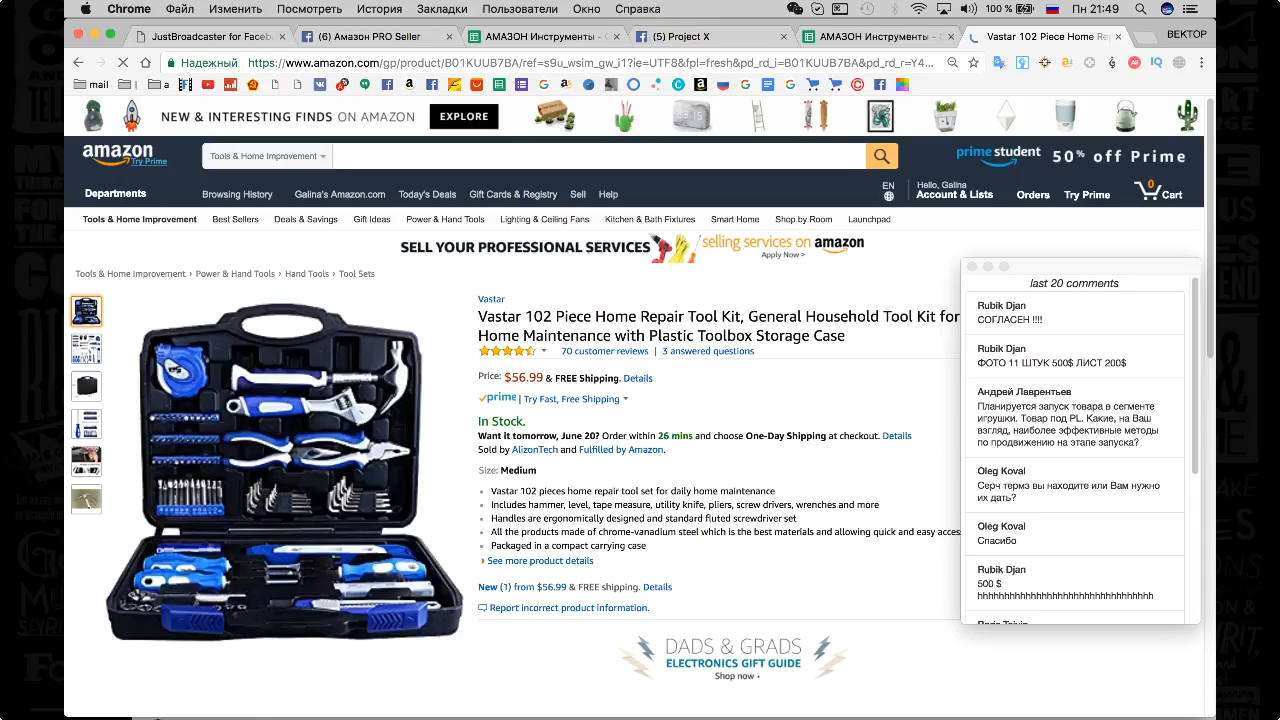 Chrome Файл Изменить Посмотреть История Закладки Пользователи Окно Справка 100 % Пн 21:49
JustBroadcaster for Faceb
(6) Амазон PRO Seller
АМАЗОН Инструменты -
(5) Project X
АМАЗОН Инструменты -
Vastar 102 Piece Home Re
ВЕКТОР
Надежный https://www.amazon.com/gp/product/B01KUUB7BA/ref=s9u_wsim_gw_i1?ie=UTF8&fpl=fresh&pd_rd_i=B01KUUB7BA&pd_rd_r=Y4...
mail a
NEW & INTERESTING FINDS ON AMAZON EXPLORE
amazon
Try Prime
Tools & Home Improvement
prime student 50% off Prime
Departments
Browsing History Galina's Amazon.com Today's Deals Gift Cards & Registry Sell Help
EN
Hello, Galina
Account & Lists
Orders
Try Prime
0
Cart
Tools & Home Improvement Best Sellers Deals & Savings Gift Ideas Power & Hand Tools Lighting & Ceiling Fans Kitchen & Bath Fixtures Smart Home Shop by Room Launchpad
SELL YOUR PROFESSIONAL SERVICES selling services on amazon
Apply Now >
Tools & Home Improvement › Power & Hand Tools › Hand Tools › Tool Sets
Vastar
Vastar 102 Piece Home Repair Tool Kit, General Household Tool Kit for
Home Maintenance with Plastic Toolbox Storage Case
70 customer reviews | 3 answered questions
Price: $56.99 & FREE Shipping. Details
prime | Try Fast, Free Shipping
In Stock.
Want it tomorrow, June 20? Order within 26 mins and choose One-Day Shipping at checkout. Details
Sold by AlizonTech and Fulfilled by Amazon.
Size: Medium
Vastar 102 pieces home repair tool set for daily home maintenance
Includes hammer, level, tape measure, utility knife, pliers, screw drivers, wrenches and more
Handles are ergonomically designed and standard fluted screwdriver set
All the products made of chrome-vanadium steel which is the best materials and allowing quick and easy access
Packaged in a compact carrying case
See more product details
New (1) from $56.99 & FREE shipping. Details
Report incorrect product information.
DADS & GRADS
ELECTRONICS GIFT GUIDE
Shop now ›
last 20 comments
Rubik Djan
СОГЛАСЕН !!!!
Rubik Djan
ФОТО 11 ШТУК 500$ ЛИСТ 200$
Андрей Лаврентьев
Планируется запуск товара в сегменте
игрушки. Товар под PL. Какие, на Ваш
взгляд, наиболее эффективные методы
по продвижению на этапе запуска?
Oleg Koval
Серч термз вы находите или Вам нужно
их дать?
Oleg Koval
Спасибо
Rubik Djan
500 $
hhhhhhhhhhhhhhhhhhhhhhhhhhhhhhhhh